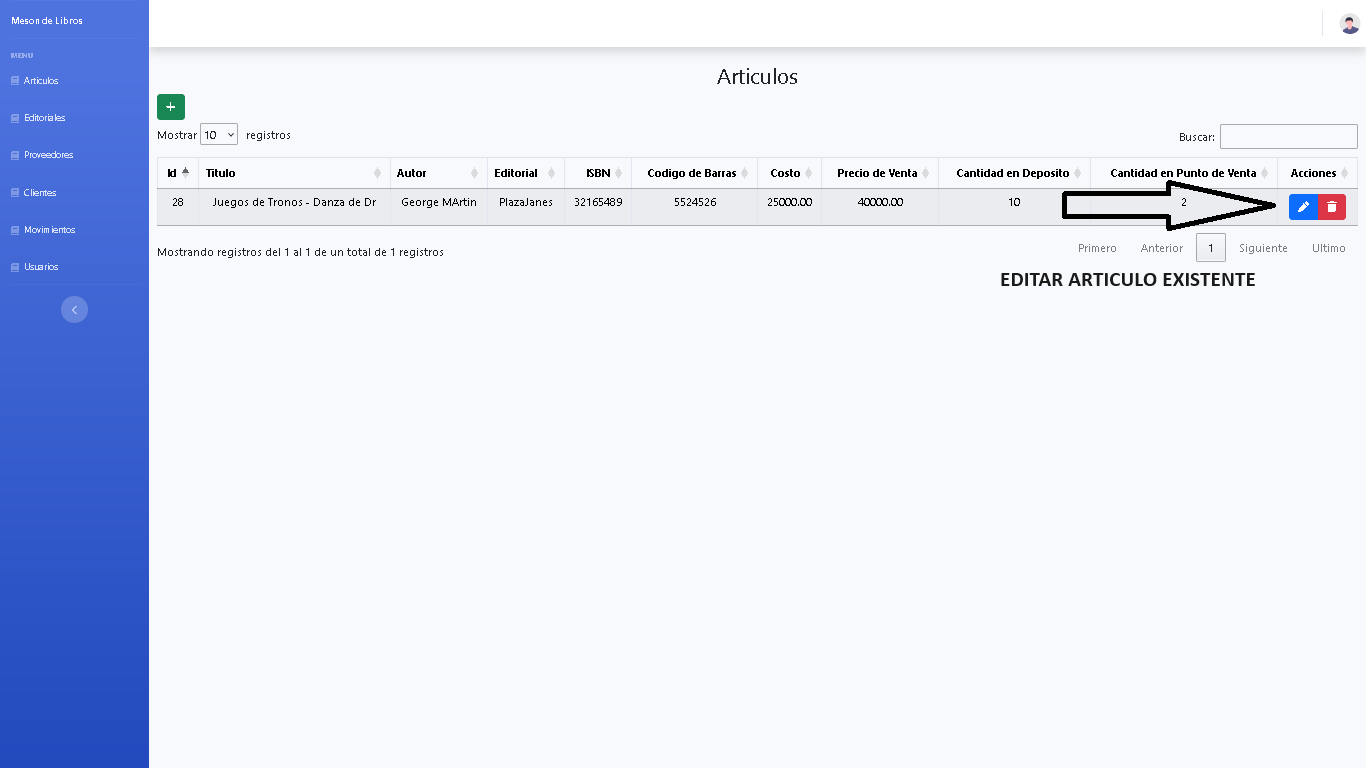 Meson de Libros
MENU
Articulos
Editoriales
Proveedores
Clientes
Movimientos
Usuarios
Articulos
+
Mostrar 10 registros
Buscar:
Id Titulo Autor Editorial ISBN Codigo de Barras Costo Precio de Venta Cantidad en Deposito Cantidad en Punto de Venta Acciones
28 Juegos de Tronos - Danza de Dr George MArtin PlazaJanes 32165489 5524526 25000.00 40000.00 10 2
Mostrando registros del 1 al 1 de un total de 1 registros
Primero Anterior 1 Siguiente Ultimo
EDITAR ARTICULO EXISTENTE